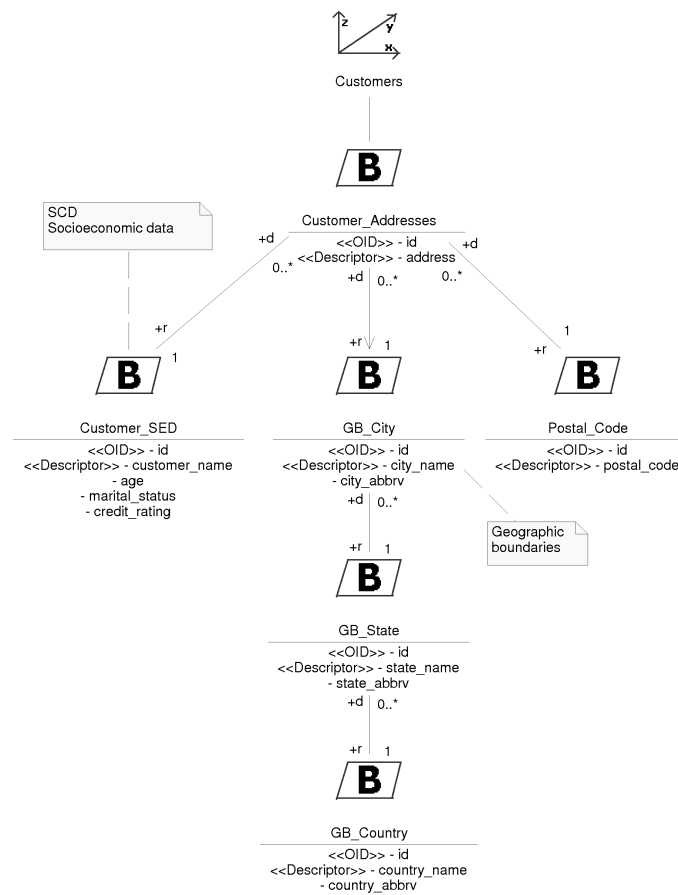 z
y
x
Customers
B
SCD
Socioeconomic data
Customer_Addresses
<<OID>> - id
<<Descriptor>> - address
+d
0..*
+d
0..*
+d
0..*
+r
1
+r
1
1
+r
B
B
B
Customer_SED
<<OID>> - id
<<Descriptor>> - customer_name
- age
- marital_status
- credit_rating
GB_City
<<OID>> - id
<<Descriptor>> - city_name
- city_abbrv
Postal_Code
<<OID>> - id
<<Descriptor>> - postal_code
+d
0..*
Geographic
boundaries
+r
1
B
GB_State
<<OID>> - id
<<Descriptor>> - state_name
- state_abbrv
+d
0..*
+r
1
B
GB_Country
<<OID>> - id
<<Descriptor>> - country_name
- country_abbrv